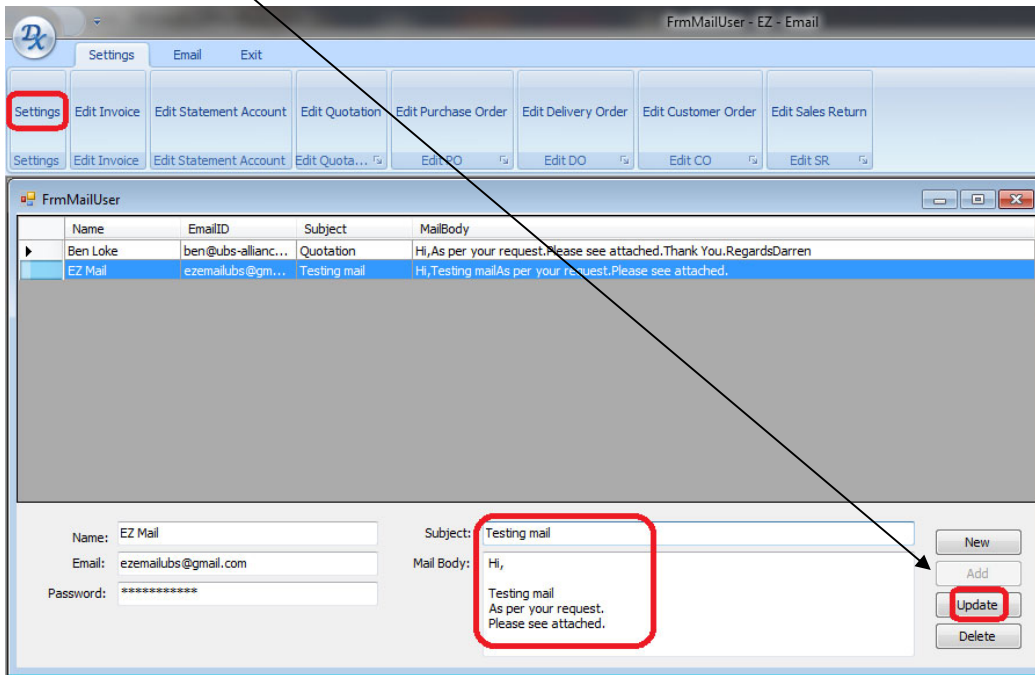 FrmMailUser - EZ - Email
DX
Settings Email Exit
Settings Edit Invoice Edit Statement Account Edit Quotation Edit Purchase Order Edit Delivery Order Edit Customer Order Edit Sales Return
Settings Edit Invoice Edit Statement Account Edit Quota... Edit PO Edit DO Edit CO Edit SR
FrmMailUser
Name EmailID Subject MailBody
Ben Loke ben@ubs-allianc... Quotation Hi,As per your request.Please see attached.Thank You.RegardsDarren
EZ Mail ezemailubs@gm... Testing mail Hi,Testing mailAs per your request.Please see attached.
Name: EZ Mail
Email: ezemailubs@gmail.com
Password: ***********
Subject: Testing mail
Mail Body: Hi,
Testing mail
As per your request.
Please see attached.
New
Add
Update
Delete